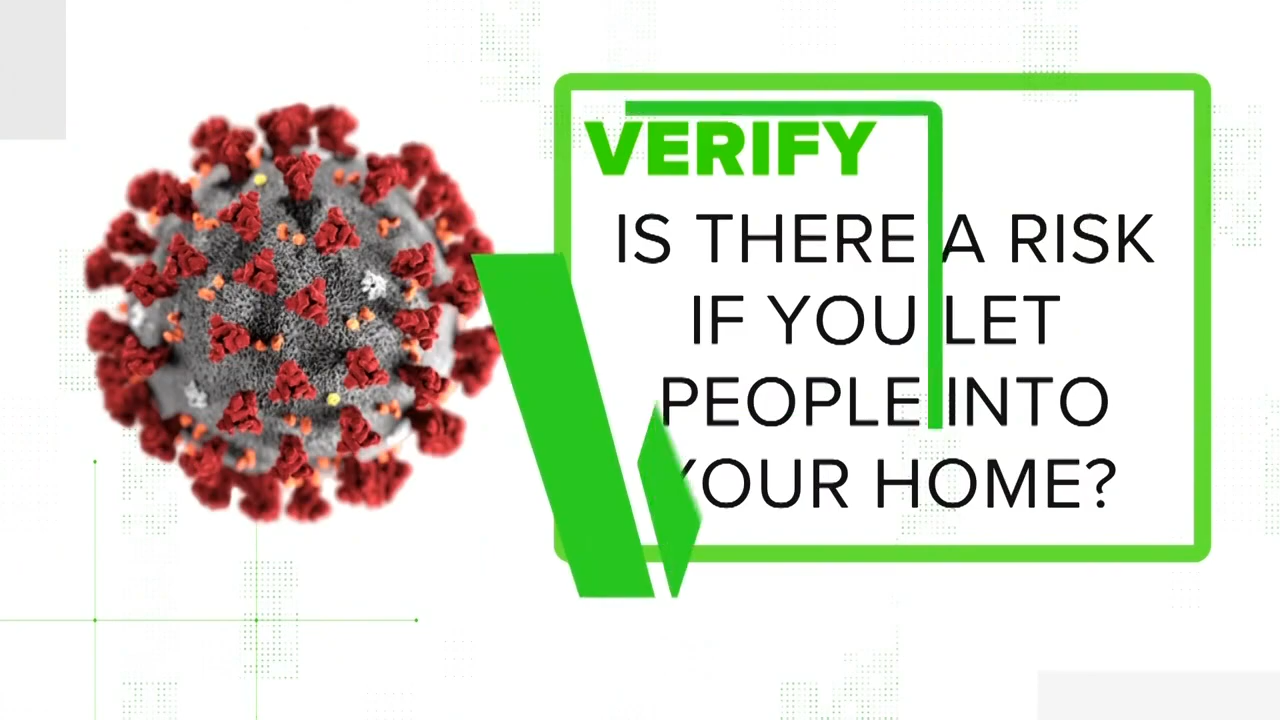 VERIFY
IS THERE A RISK
IF YOU LET
PEOPLE INTO
YOUR HOME?